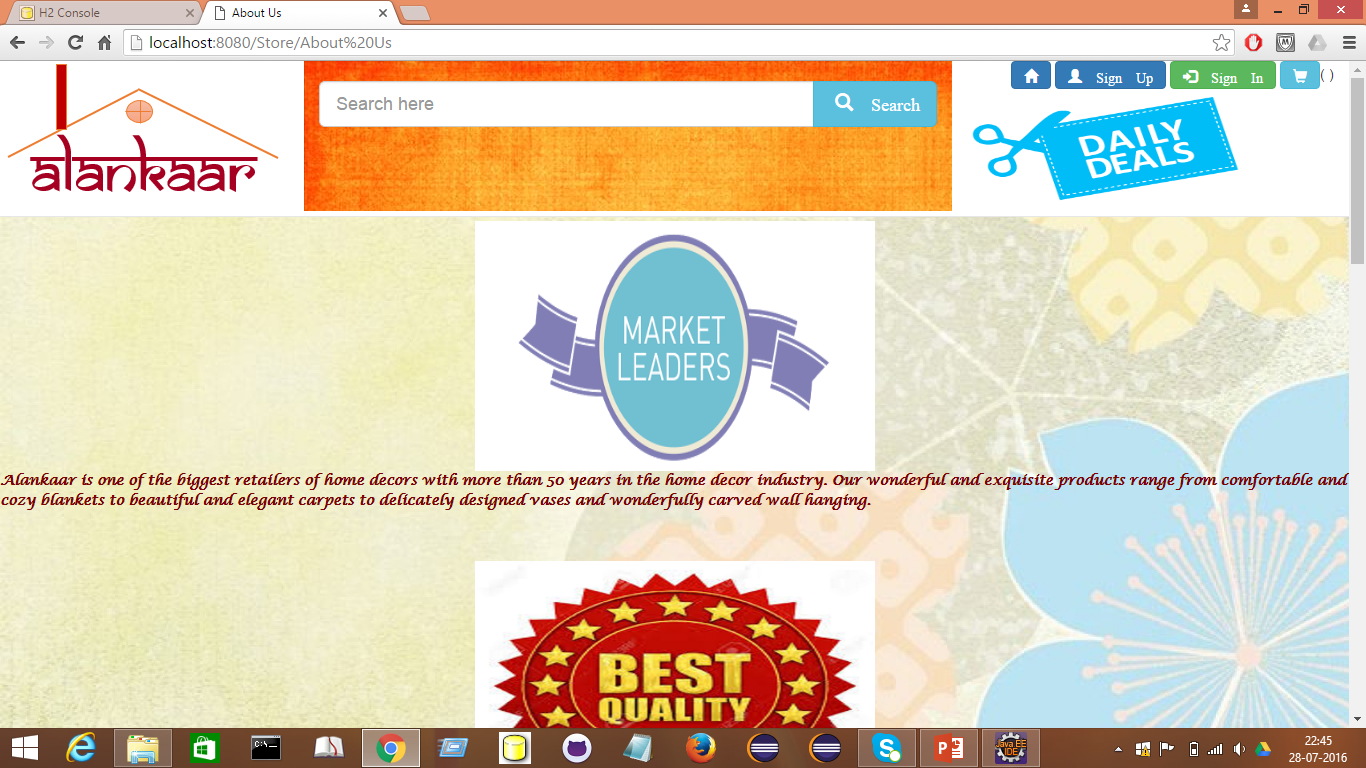 H2 Console
About Us
localhost:8080/Store/About%20Us
alankaar
Search here
Search
Sign Up
Sign In
( )
DAILY
DEALS
MARKET
LEADERS
Alankaar is one of the biggest retailers of home decors with more than 50 years in the home decor industry. Our wonderful and exquisite products range from comfortable and
cozy blankets to beautiful and elegant carpets to delicately designed vases and wonderfully carved wall hanging.
BEST
QUALITY
Java EE
IDE
22:45
28-07-2016